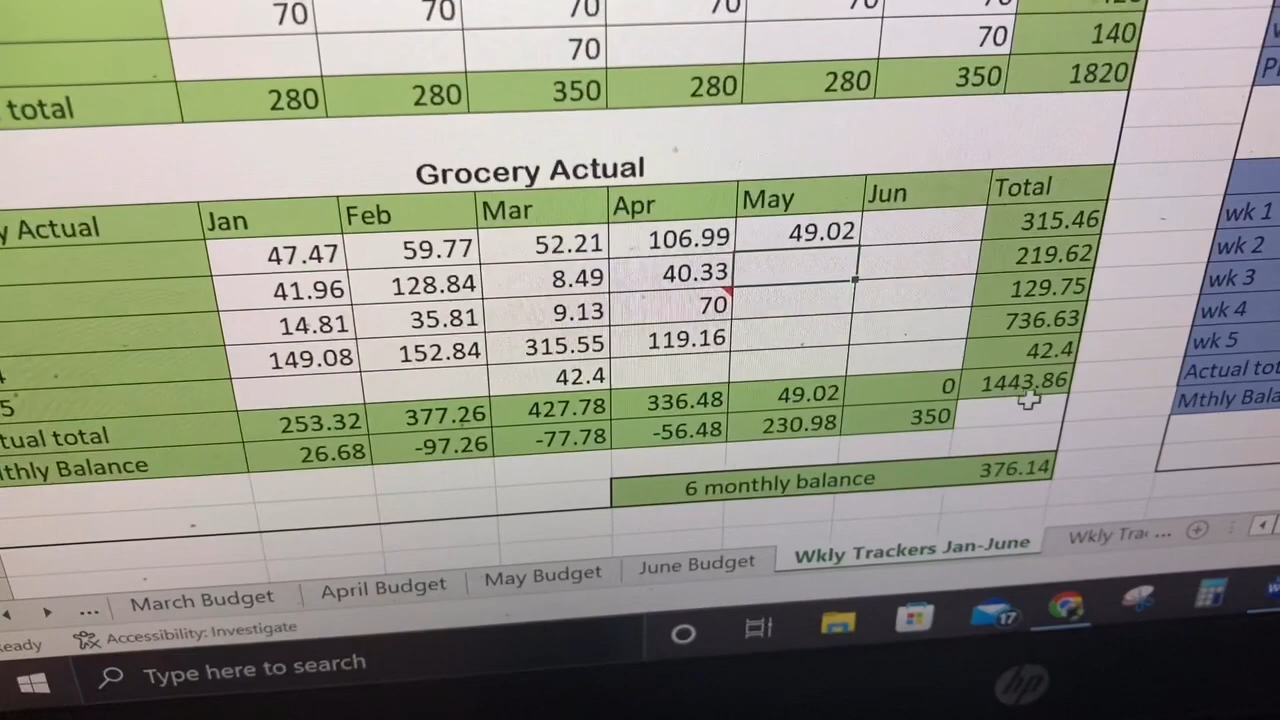 70 70 70 70 70 70
70 70 140
total 280 280 350 280 280 350 1820
Grocery Actual
y Actual Jan Feb Mar Apr May Jun Total
47.47 59.77 52.21 106.99 49.02 315.46
41.96 128.84 8.49 40.33 219.62
14.81 35.81 9.13 70 129.75
149.08 152.84 315.55 119.16 736.63
5 42.4 42.4
tual total 253.32 377.26 427.78 336.48 49.02 0 1443.86
thly Balance 26.68 -97.26 -77.78 -56.48 230.98 350
6 monthly balance 376.14
wk 1
wk 2
wk 3
wk 4
wk 5
Actual tot
Mthly Bala
... March Budget April Budget May Budget June Budget Wkly Trackers Jan-June Wkly Tra ...
eady Accessibility: Investigate
Type here to search 17
hp